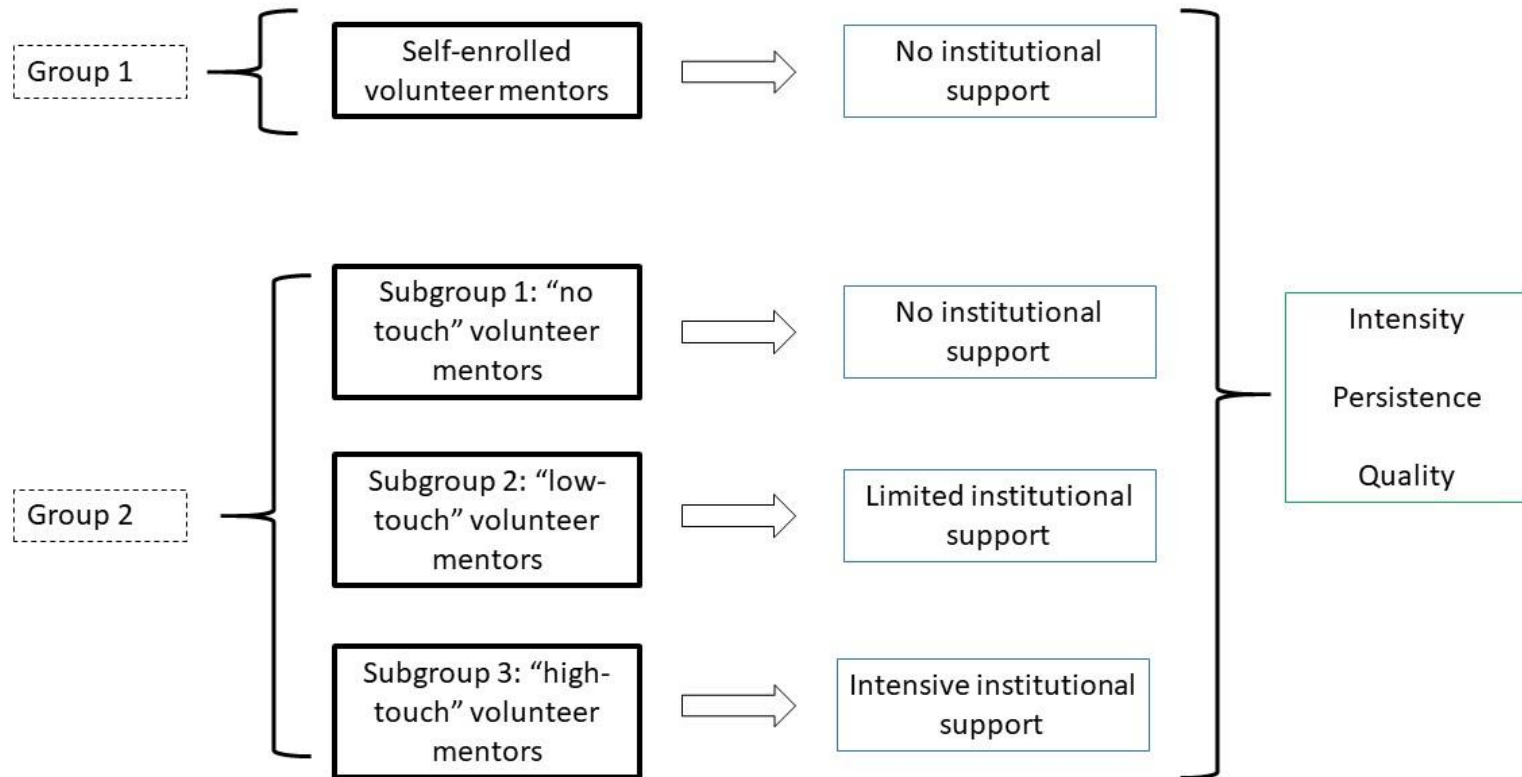 Group 1
Self-enrolled
volunteer mentors
No institutional
support
Group 2
Subgroup 1: “no
touch” volunteer
mentors
No institutional
support
Subgroup 2: “low-
touch” volunteer
mentors
Limited institutional
support
Subgroup 3: “high-
touch” volunteer
mentors
Intensive institutional
support
Intensity
Persistence
Quality